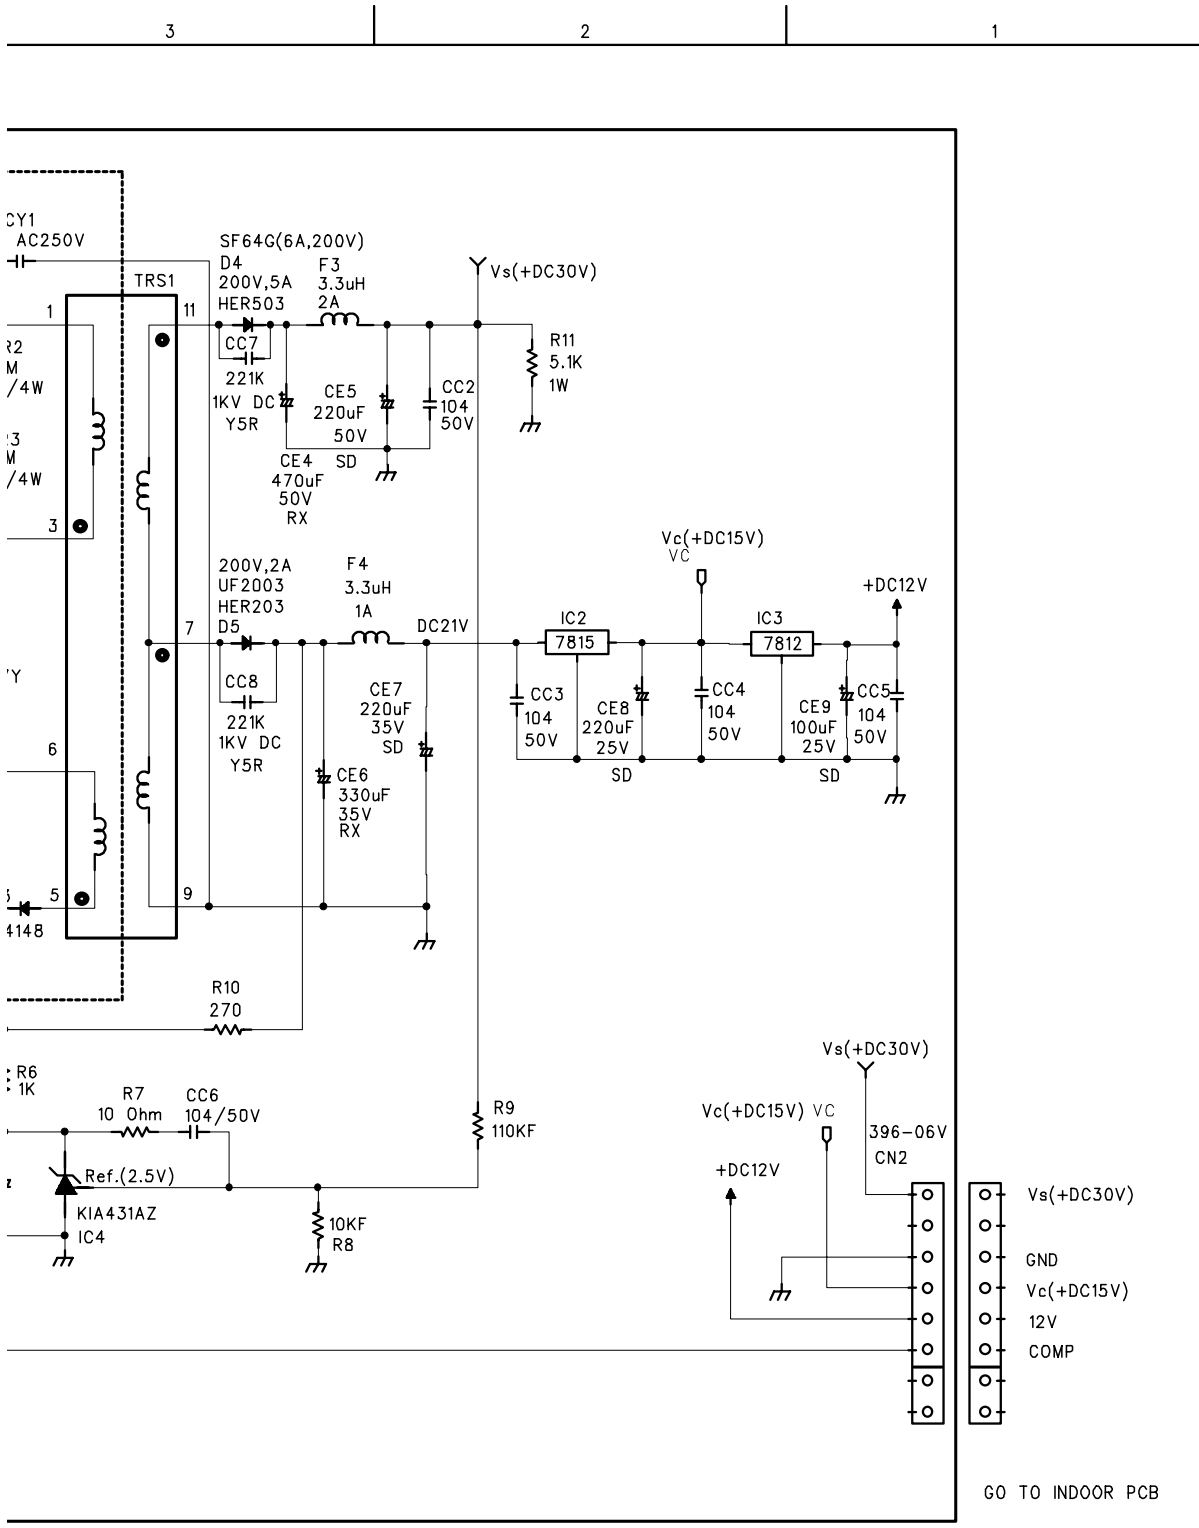 3
2
1
CY1
AC250V
TRS1
1
11
R2
M
/4W
M
/4W
3
7
6
5
9
4148
SF64G(6A,200V)
D4
200V,5A
HER503
F3
3.3uH
2A
Vs(+DC30V)
CC7
221K
1KV DC
Y5R
CE5
220uF
50V
SD
CC2
104
50V
R11
5.1K
1W
CE4
470uF
50V
RX
200V,2A
UF2003
HER203
D5
F4
3.3uH
1A
DC21V
CC8
221K
1KV DC
Y5R
CE7
220uF
35V
SD
CE6
330uF
35V
RX
Vc(+DC15V)
VC
+DC12V
IC2
7815
IC3
7812
CC3
104
50V
CE8
220uF
25V
SD
CC4
104
50V
CE9
100uF
25V
SD
CC5
104
50V
R10
270
R6
1K
R7
10 Ohm
CC6
104/50V
R9
110KF
Ref.(2.5V)
KIA431AZ
IC4
10KF
R8
Vs(+DC30V)
Vc(+DC15V) VC
396-06V
CN2
+DC12V
Vs(+DC30V)
GND
Vc(+DC15V)
12V
COMP
GO TO INDOOR PCB